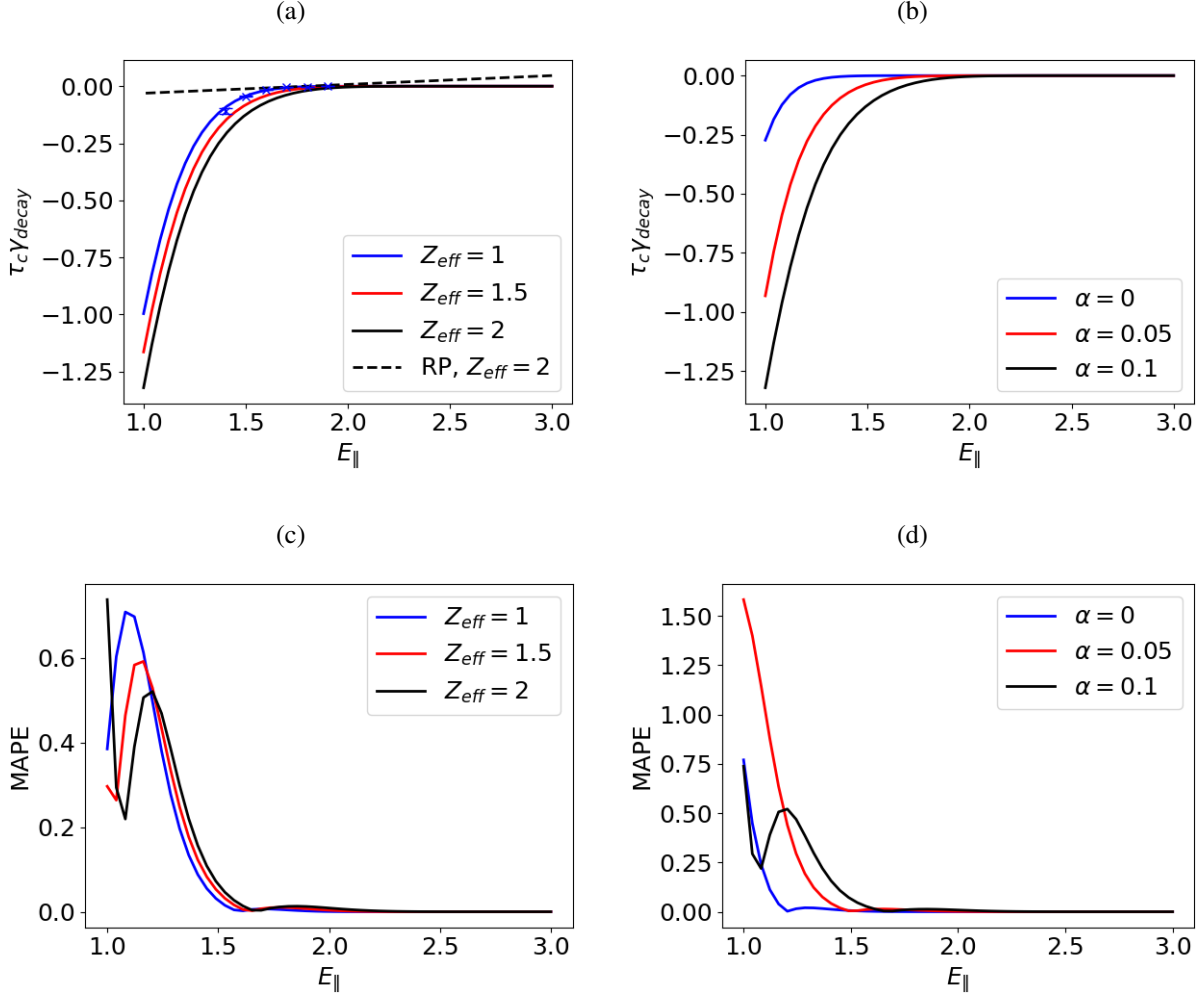 (a)
0.00
−0.25
−0.50
−0.75
−1.00
−1.25
τcγdecay
1.0 1.5 2.0 2.5 3.0
E∥
Zeff = 1
Zeff = 1.5
Zeff = 2
RP, Zeff = 2
(b)
0.00
−0.25
−0.50
−0.75
−1.00
−1.25
τcγdecay
1.0 1.5 2.0 2.5 3.0
E∥
α = 0
α = 0.05
α = 0.1
(c)
0.6
0.4
0.2
0.0
MAPE
1.0 1.5 2.0 2.5 3.0
E∥
Zeff = 1
Zeff = 1.5
Zeff = 2
(d)
1.50
1.25
1.00
0.75
0.50
0.25
0.00
MAPE
1.0 1.5 2.0 2.5 3.0
E∥
α = 0
α = 0.05
α = 0.1